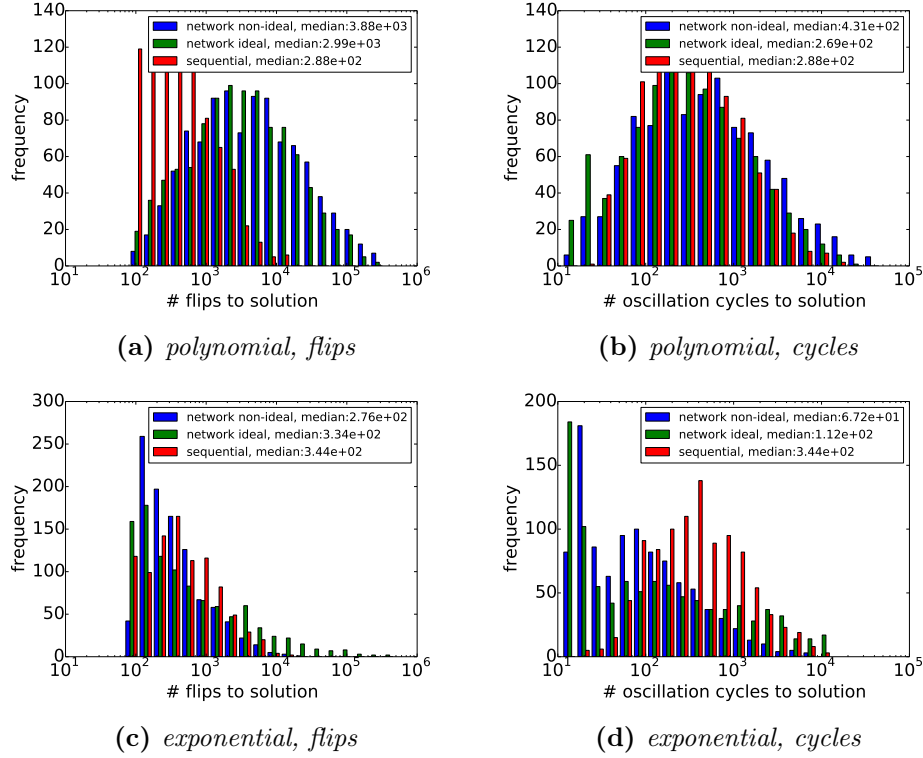 140
120
100
80
60
40
20
0
frequency
network non-ideal, median:3.88e+03
network ideal, median:2.99e+03
sequential, median:2.88e+02
10^1 10^2 10^3 10^4 10^5 10^6
# flips to solution
(a) polynomial, flips
140
120
100
80
60
40
20
0
frequency
network non-ideal, median:4.31e+02
network ideal, median:2.69e+02
sequential, median:2.88e+02
10^1 10^2 10^3 10^4 10^5
# oscillation cycles to solution
(b) polynomial, cycles
300
250
200
150
100
50
0
frequency
network non-ideal, median:2.76e+02
network ideal, median:3.34e+02
sequential, median:3.44e+02
10^1 10^2 10^3 10^4 10^5 10^6
# flips to solution
(c) exponential, flips
200
150
100
50
0
frequency
network non-ideal, median:6.72e+01
network ideal, median:1.12e+02
sequential, median:3.44e+02
10^1 10^2 10^3 10^4 10^5
# oscillation cycles to solution
(d) exponential, cycles